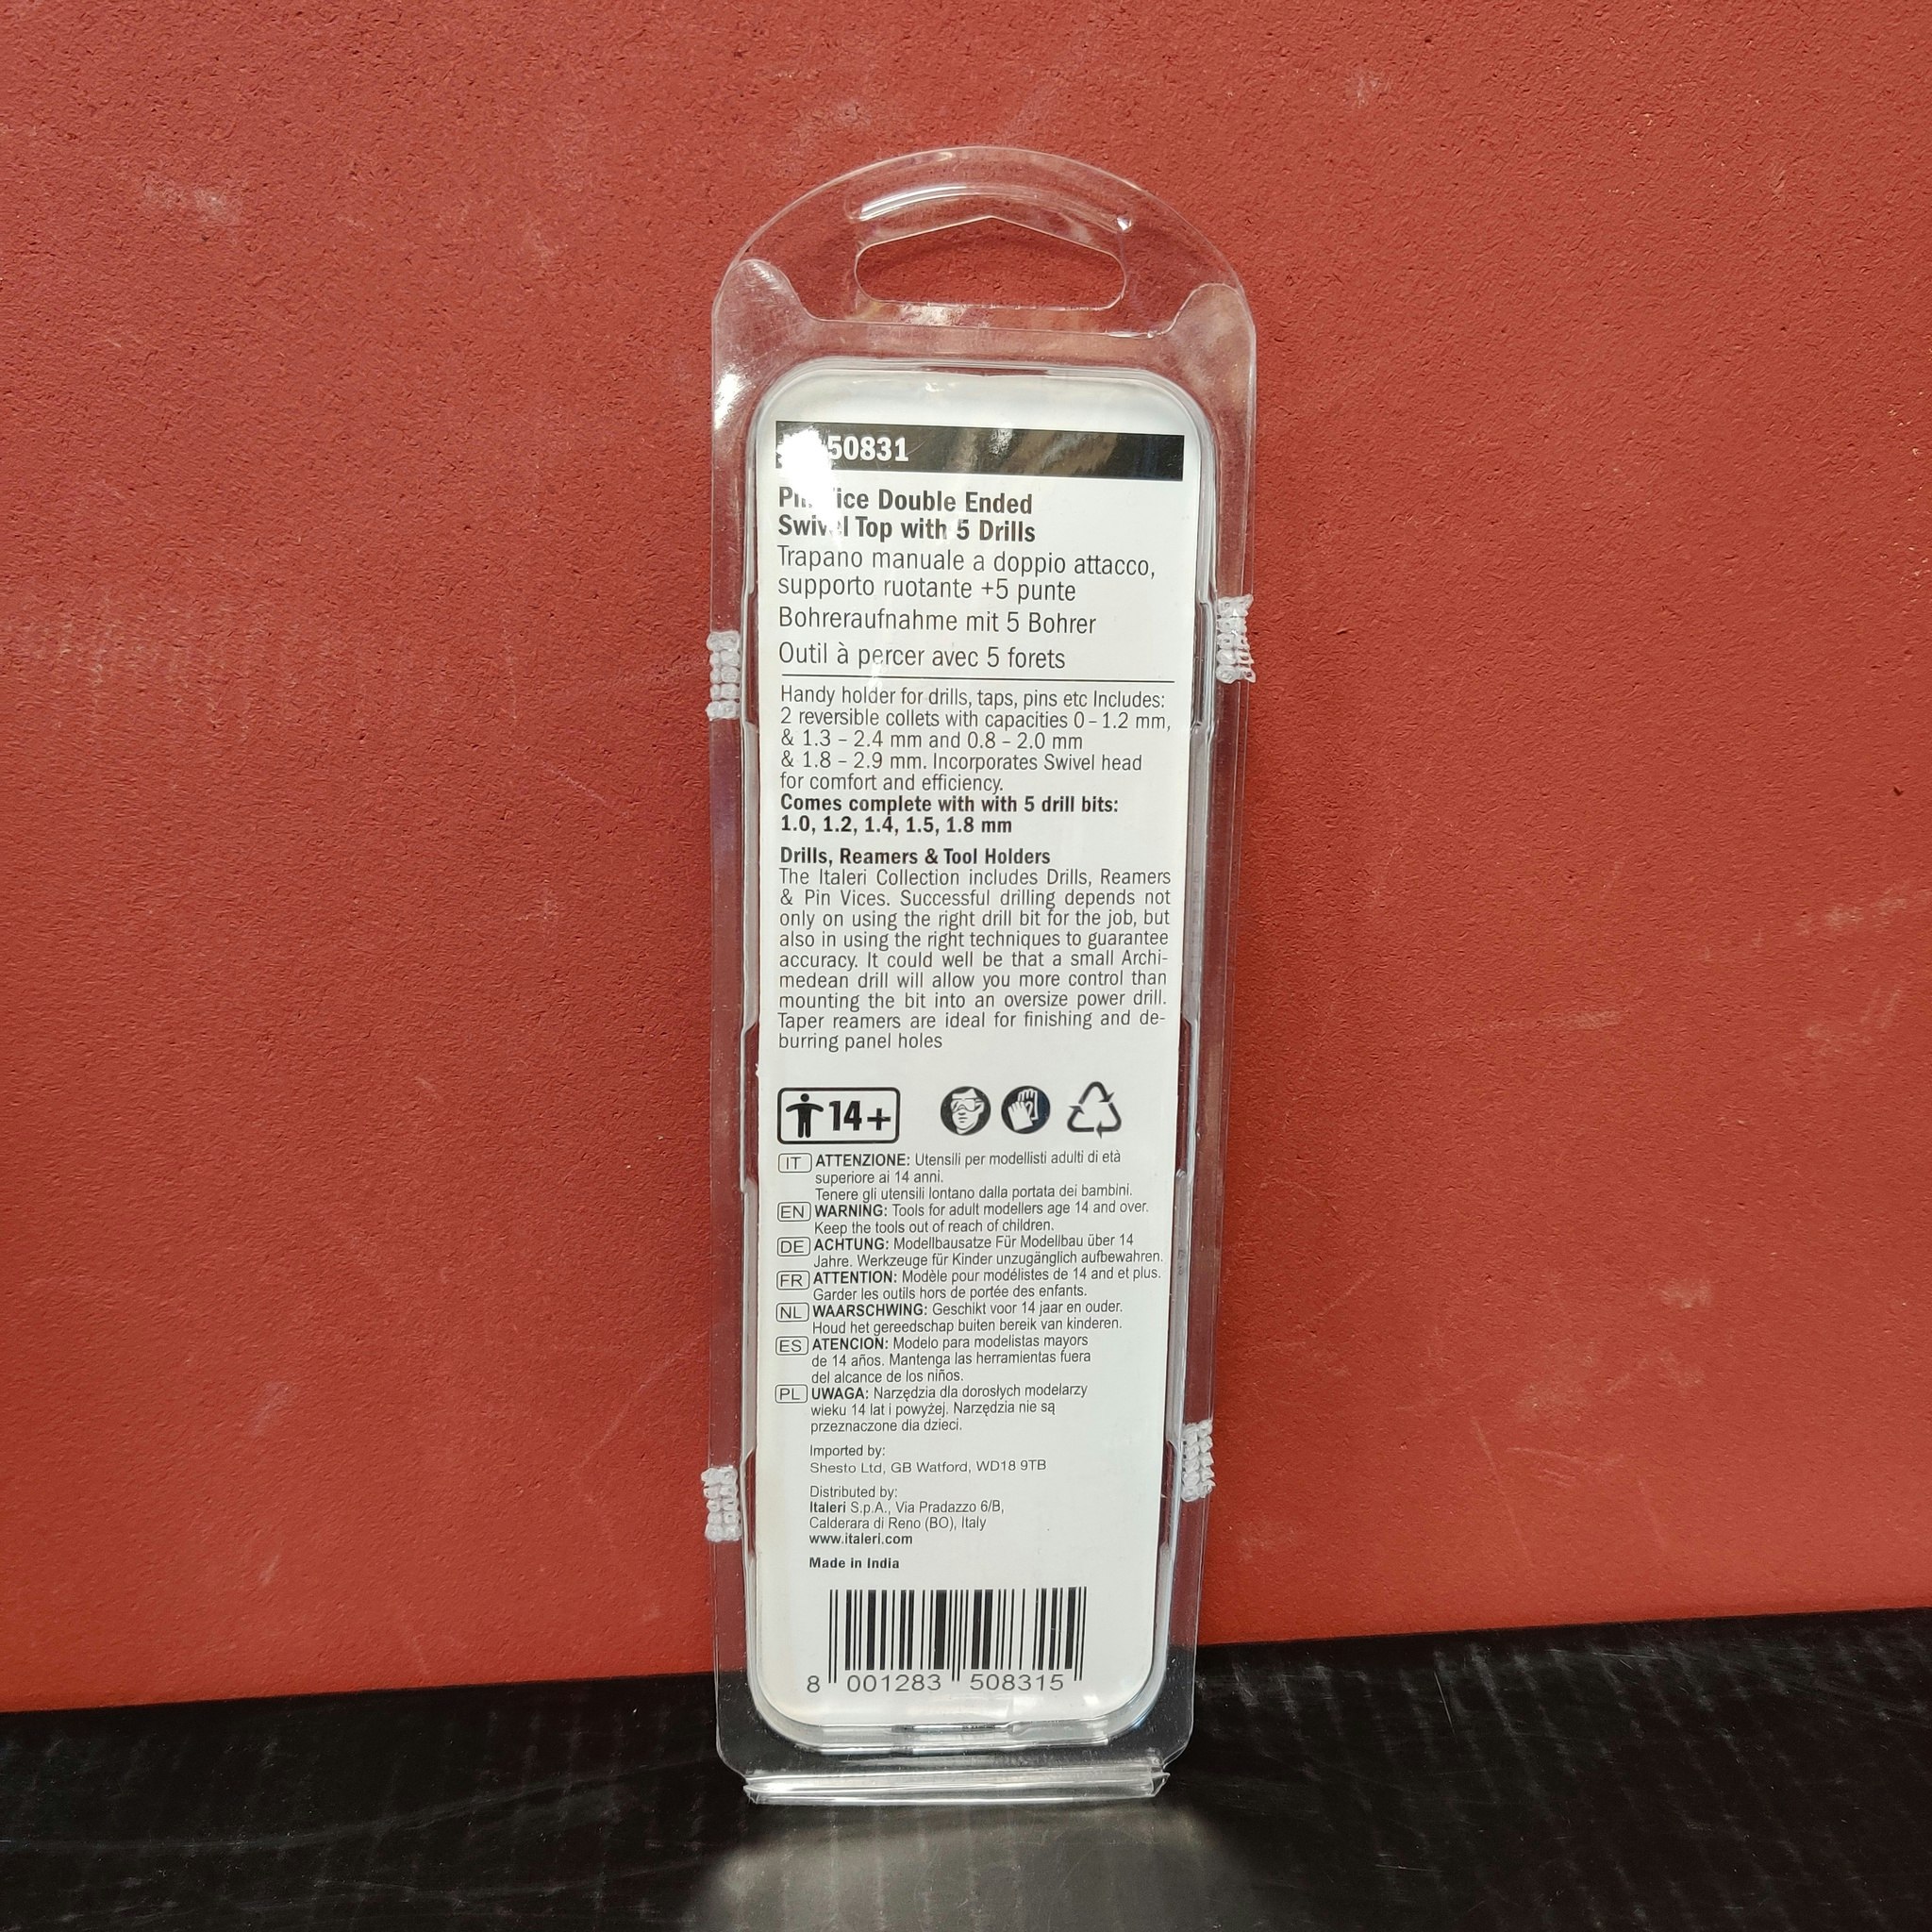 50831
Double Ended
Top with 5 Drills
Trapano manuale a doppio attacco,
supporto ruotante +5 punte
Bohreraufnahme mit 5 Bohrer
Outil à percer avec 5 forets
Handy holder for drills, taps, pins etc Includes:
2 reversible collets with capacities 0 – 1.2 mm,
& 1.3 – 2.4 mm and 0.8 – 2.0 mm
& 1.8 – 2.9 mm. Incorporates Swivel head
for comfort and efficiency.
Comes complete with with 5 drill bits:
1.0, 1.2, 1.4, 1.5, 1.8 mm
Drills, Reamers & Tool Holders
The Italeri Collection includes Drills, Reamers
& Pin Vices. Successful drilling depends not
only on using the right drill bit for the job, but
also in using the right techniques to guarantee
accuracy. It could well be that a small Archi-
medean drill will allow you more control than
mounting the bit into an oversize power drill.
Taper reamers are ideal for finishing and de-
burring panel holes
14+
IT ATTENZIONE: Utensili per modellisti adulti di età
superiore ai 14 anni.
Tenere gli utensili lontano dalla portata dei bambini.
EN WARNING: Tools for adult modellers age 14 and over.
Keep the tools out of reach of children.
DE ACHTUNG: Modellbausatze Für Modellbau über 14
Jahre. Werkzeuge für Kinder unzugänglich aufbewahren.
FR ATTENTION: Modèle pour modélistes de 14 and et plus.
Garder les outils hors de portée des enfants.
NL WAARSCHWING: Geschikt voor 14 jaar en ouder.
Houd het gereedschap buiten bereik van kinderen.
ES ATENCION: Modelo para modelistas mayors
de 14 años. Mantenga las herramientas fuera
del alcance de los niños.
PL UWAGA: Narzędzia dla dorosłych modelarzy
wieku 14 lat i powyżej. Narzędzia nie są
przeznaczone dla dzieci.
Imported by:
Shesto Ltd, GB Watford, WD18 9TB
Distributed by:
Italeri S.p.A., Via Pradazzo 6/B,
Calderara di Reno (BO), Italy
www.italeri.com
Made in India
8 001283 508315